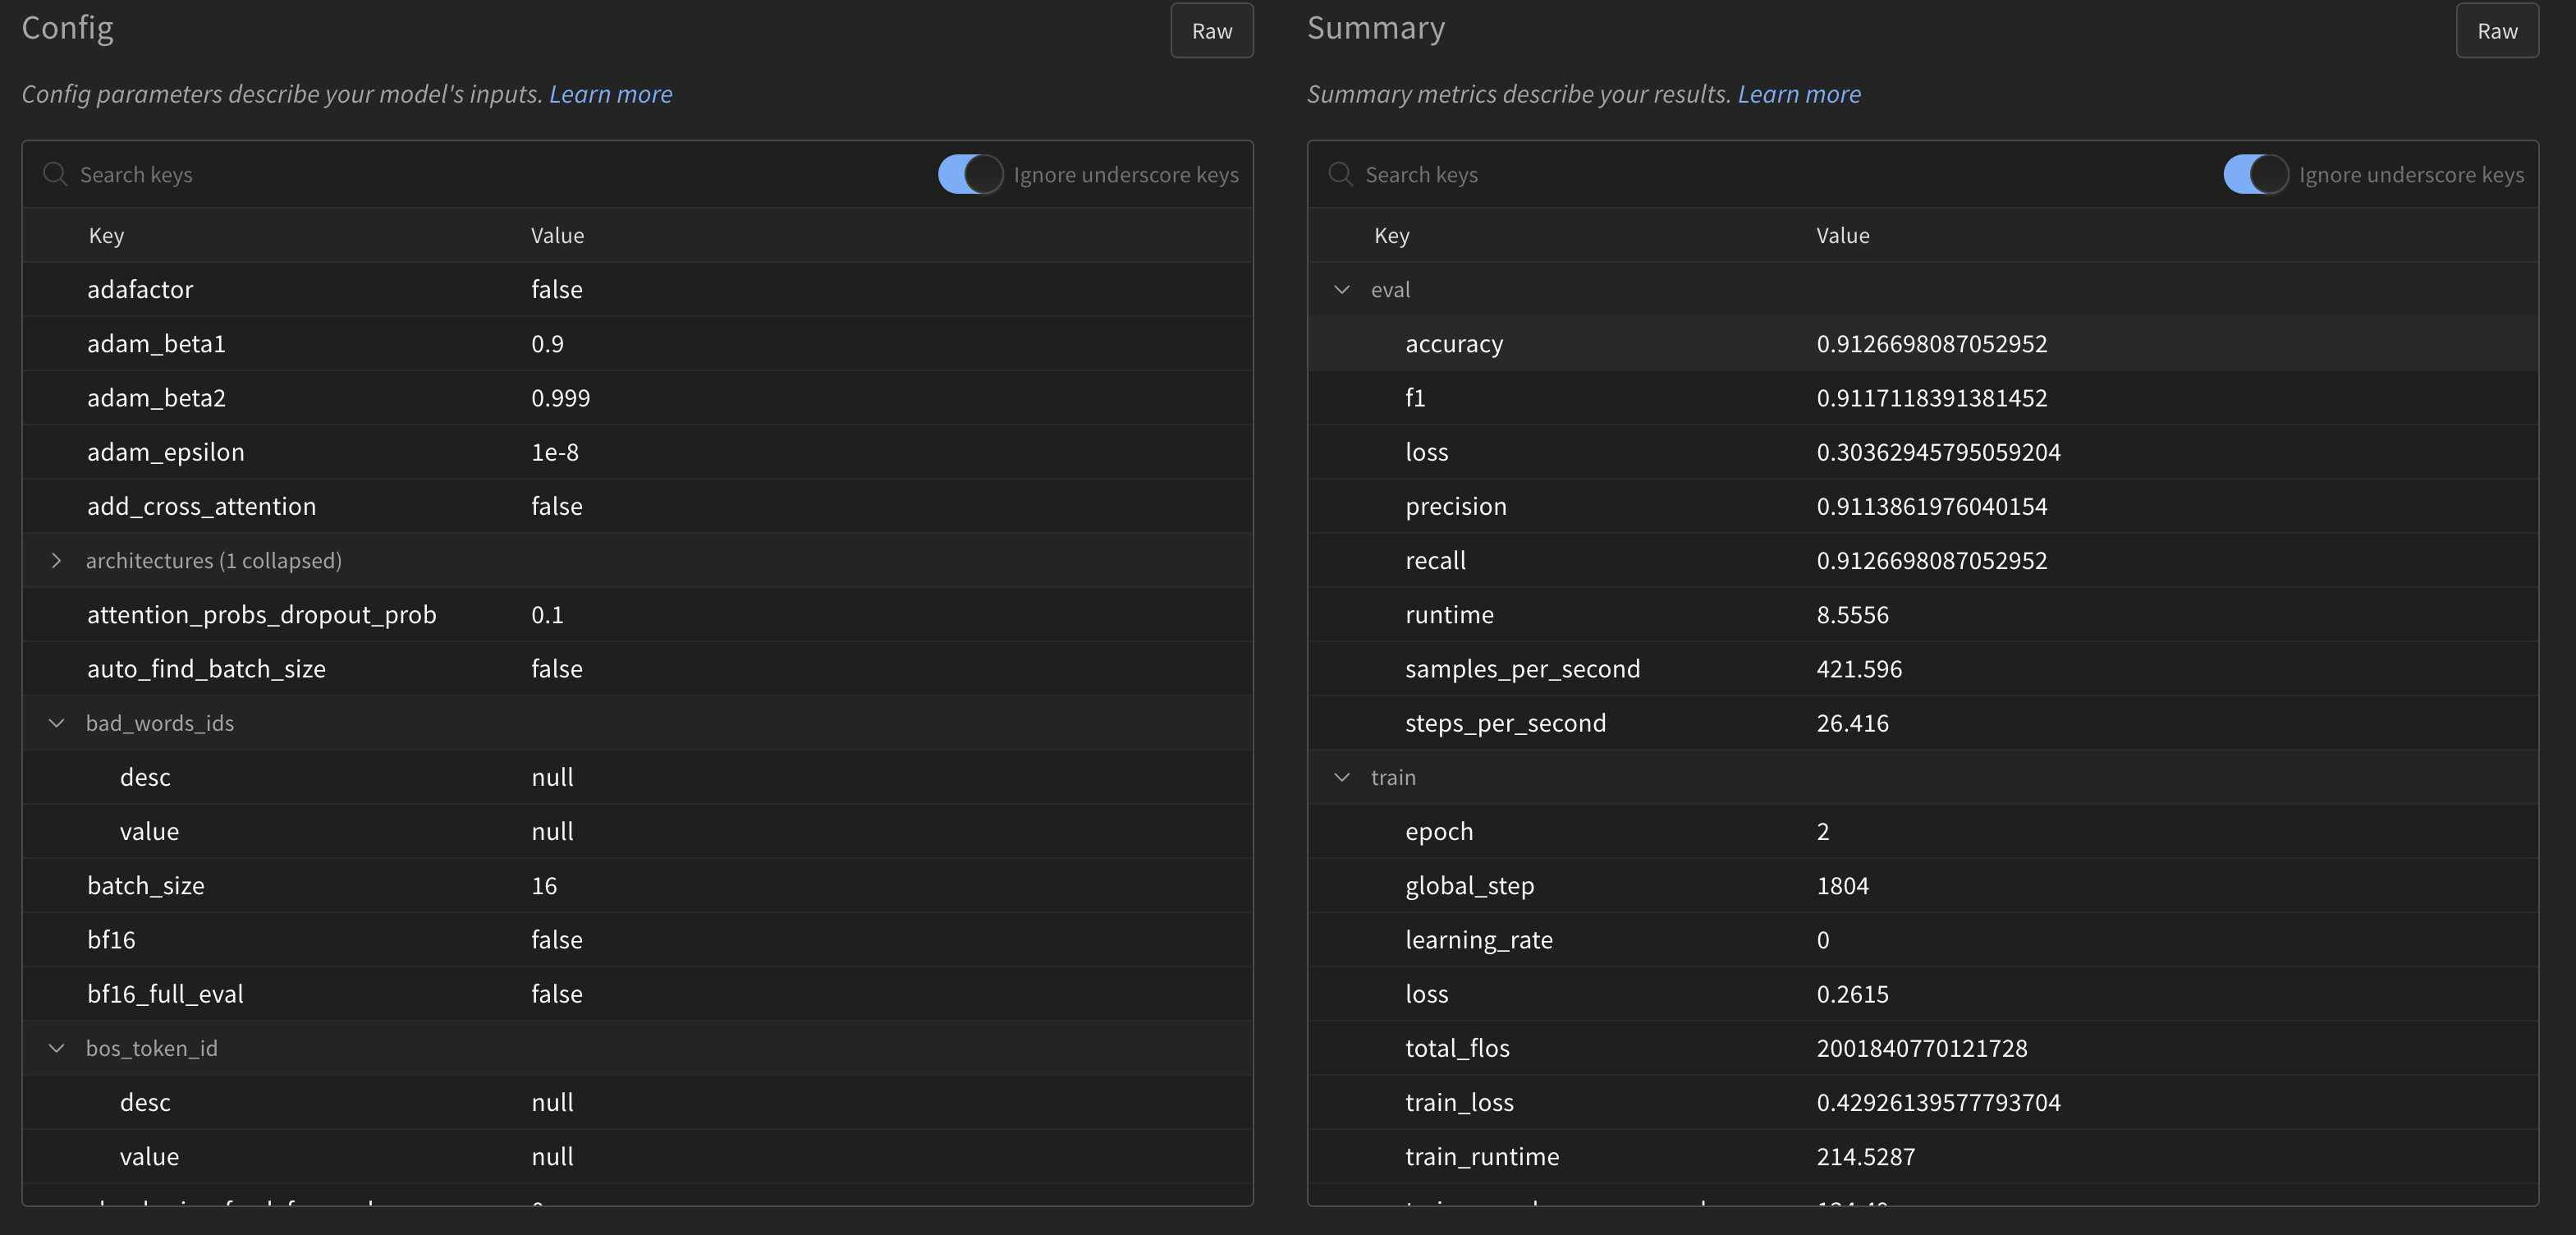 Config
Raw
Config parameters describe your model's inputs. Learn more
Search keys
Ignore underscore keys
Key Value
adafactor false
adam_beta1 0.9
adam_beta2 0.999
adam_epsilon 1e-8
add_cross_attention false
architectures (1 collapsed)
attention_probs_dropout_prob 0.1
auto_find_batch_size false
bad_words_ids
desc null
value null
batch_size 16
bf16 false
bf16_full_eval false
bos_token_id
desc null
value null
Summary
Raw
Summary metrics describe your results. Learn more
Search keys
Ignore underscore keys
Key Value
eval
accuracy 0.9126698087052952
f1 0.9117118391381452
loss 0.30362945795059204
precision 0.9113861976040154
recall 0.9126698087052952
runtime 8.5556
samples_per_second 421.596
steps_per_second 26.416
train
epoch 2
global_step 1804
learning_rate 0
loss 0.2615
total_flos 2001840770121728
train_loss 0.42926139577793704
train_runtime 214.5287